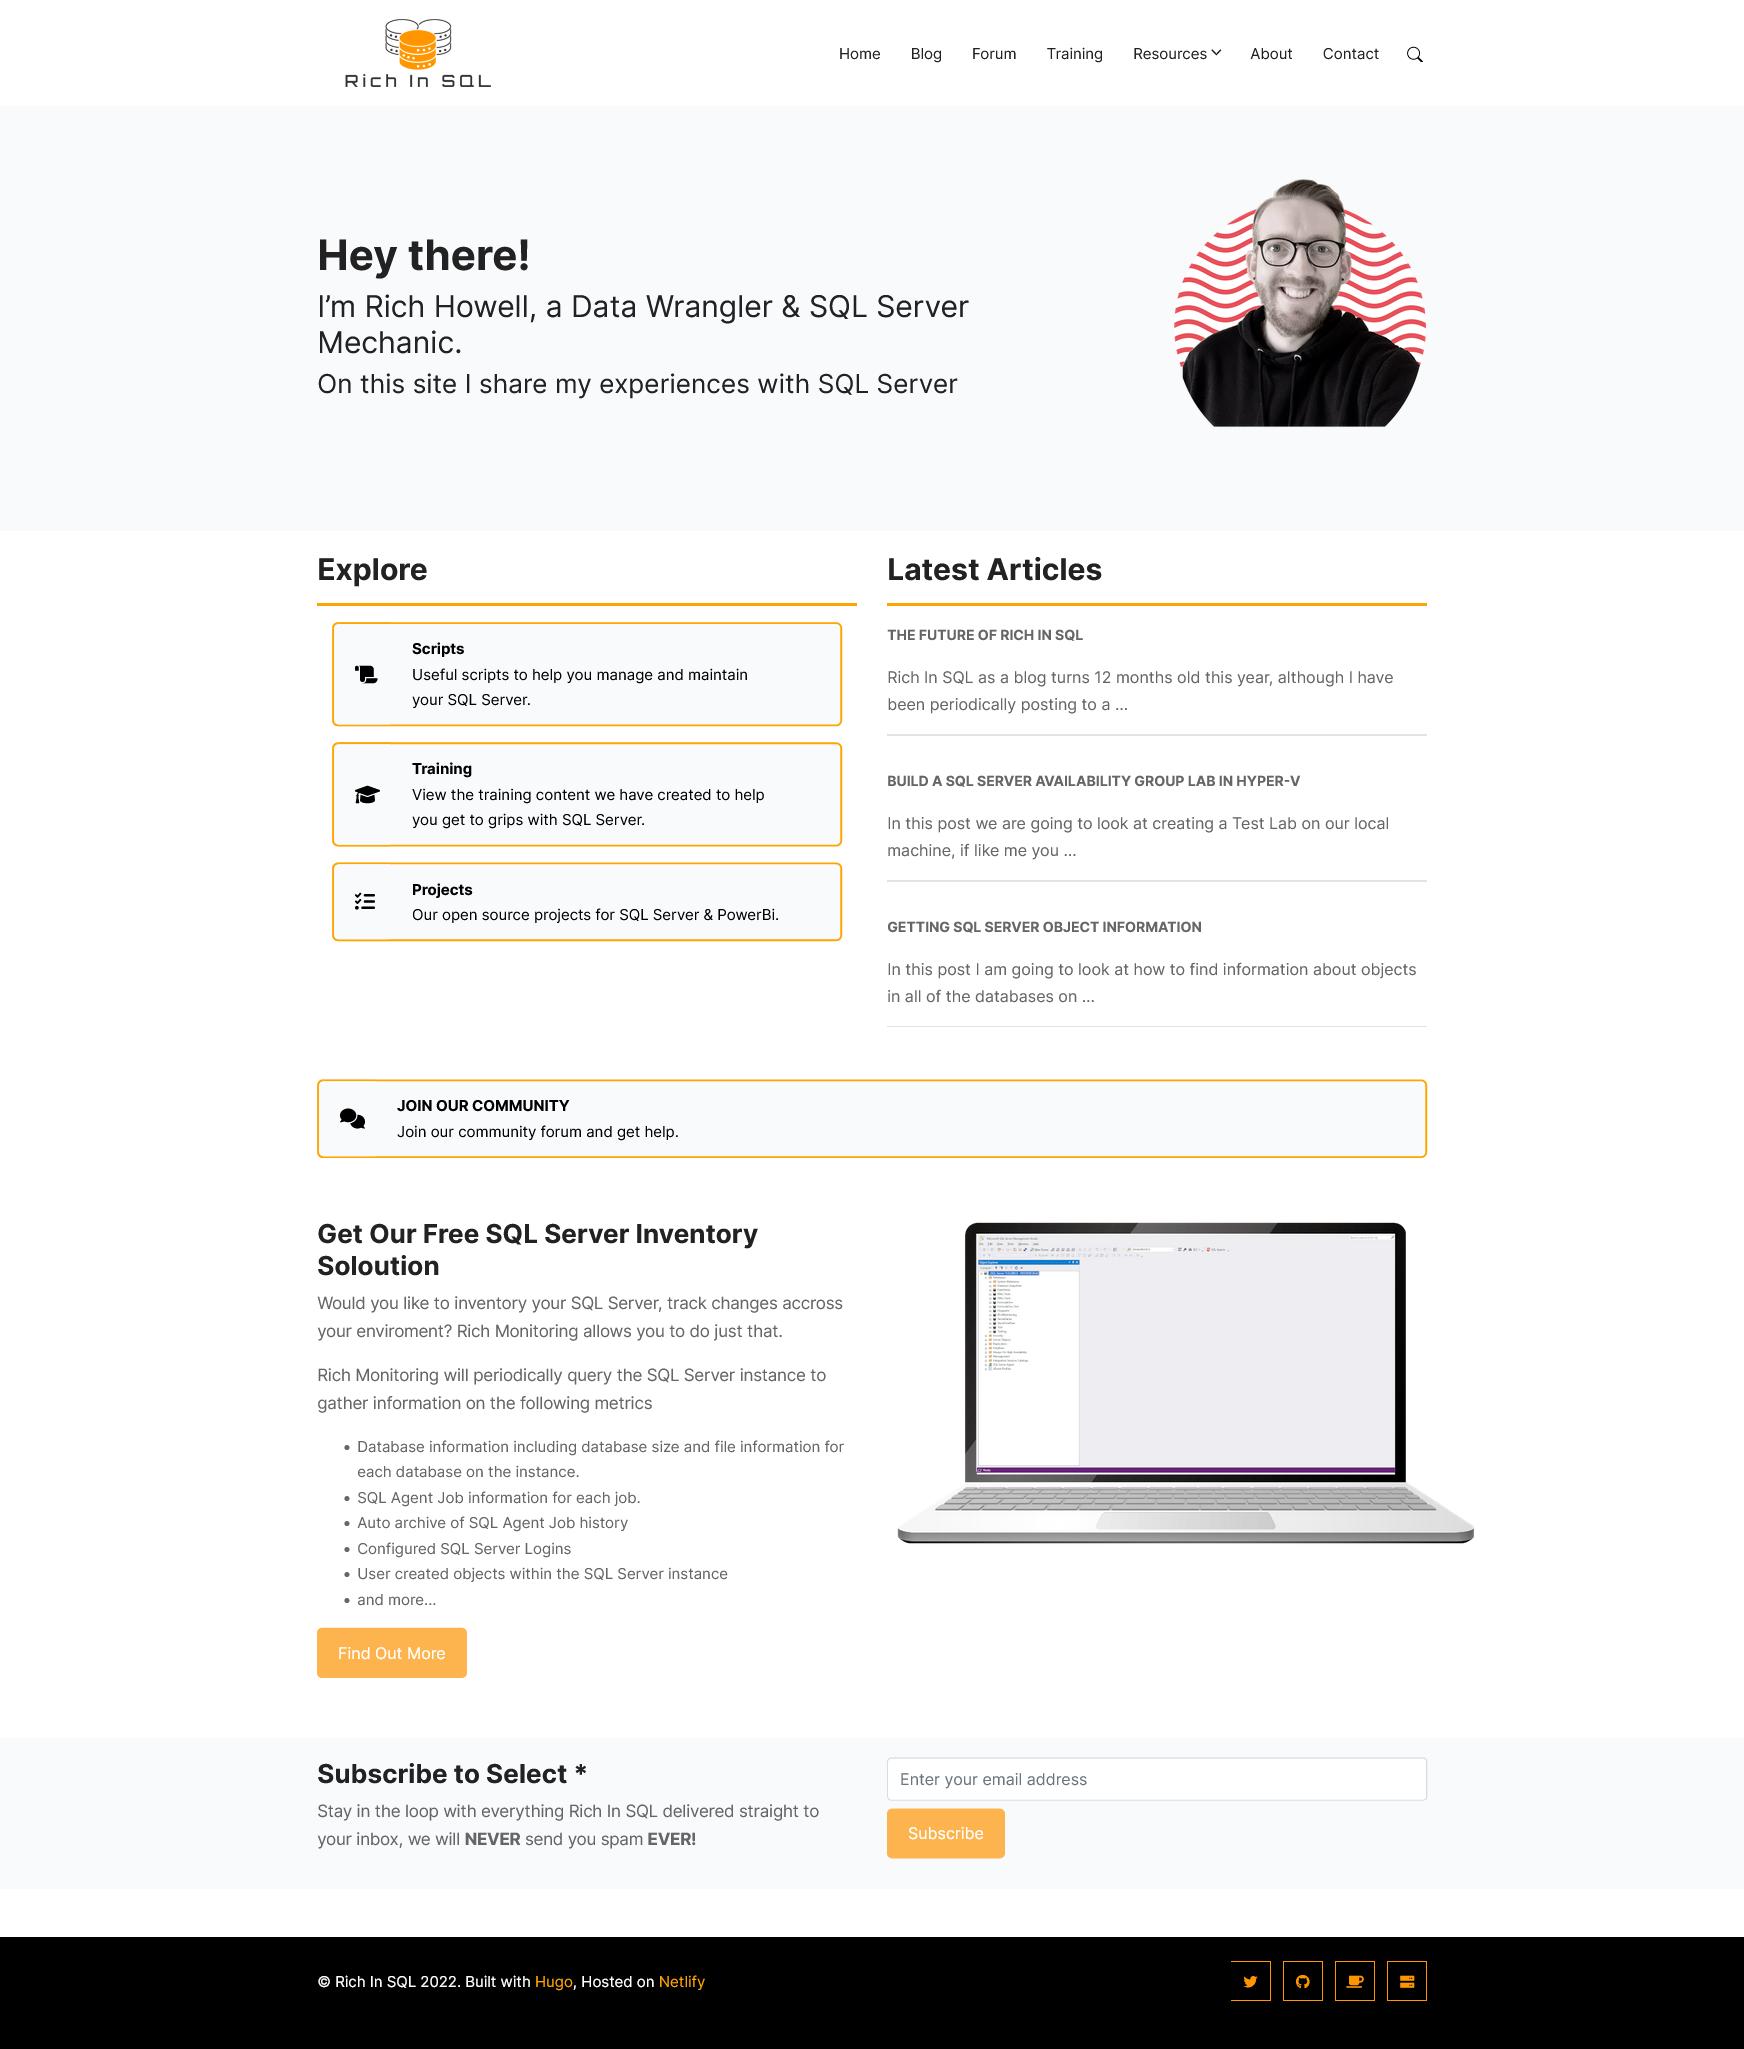 Rich In SQL
Home Blog Forum Training Resources About Contact
Hey there!
I’m Rich Howell, a Data Wrangler & SQL Server
Mechanic.
On this site I share my experiences with SQL Server
Explore
Scripts
Useful scripts to help you manage and maintain
your SQL Server.
Training
View the training content we have created to help
you get to grips with SQL Server.
Projects
Our open source projects for SQL Server & PowerBi.
Latest Articles
THE FUTURE OF RICH IN SQL
Rich In SQL as a blog turns 12 months old this year, although I have
been periodically posting to a ...
BUILD A SQL SERVER AVAILABILITY GROUP LAB IN HYPER-V
In this post we are going to look at creating a Test Lab on our local
machine, if like me you ...
GETTING SQL SERVER OBJECT INFORMATION
In this post I am going to look at how to find information about objects
in all of the databases on ...
JOIN OUR COMMUNITY
Join our community forum and get help.
Get Our Free SQL Server Inventory
Soloution
Would you like to inventory your SQL Server, track changes accross
your enviroment? Rich Monitoring allows you to do just that.
Rich Monitoring will periodically query the SQL Server instance to
gather information on the following metrics
• Database information including database size and file information for
each database on the instance.
• SQL Agent Job information for each job.
• Auto archive of SQL Agent Job history
• Configured SQL Server Logins
• User created objects within the SQL Server instance
• and more...
Find Out More
Subscribe to Select *
Stay in the loop with everything Rich In SQL delivered straight to
your inbox, we will NEVER send you spam EVER!
Enter your email address
Subscribe
© Rich In SQL 2022. Built with Hugo, Hosted on Netlify